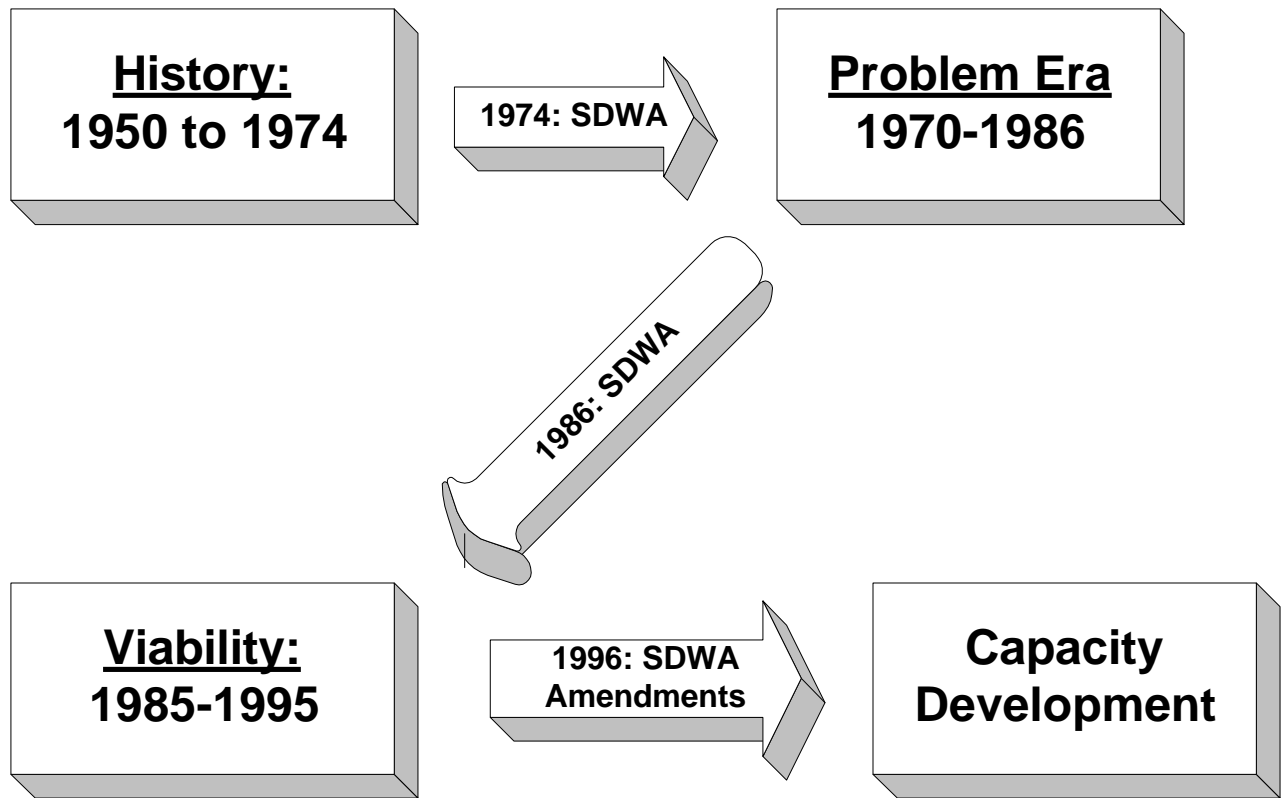 History:
1950 to 1974
1974: SDWA
Problem Era
1970-1986
1986: SDWA
Viability:
1985-1995
1996: SDWA
Amendments
Capacity
Development